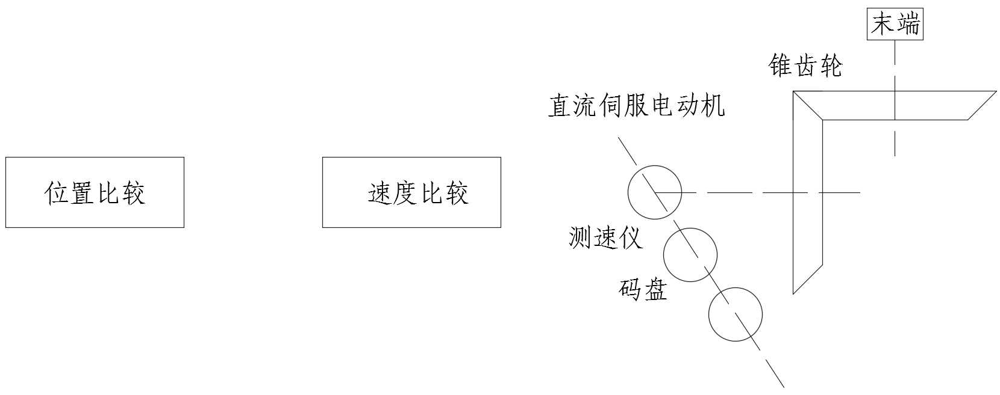 末端
锥齿轮
直流伺服电动机
位置比较
速度比较
测速仪
码盘